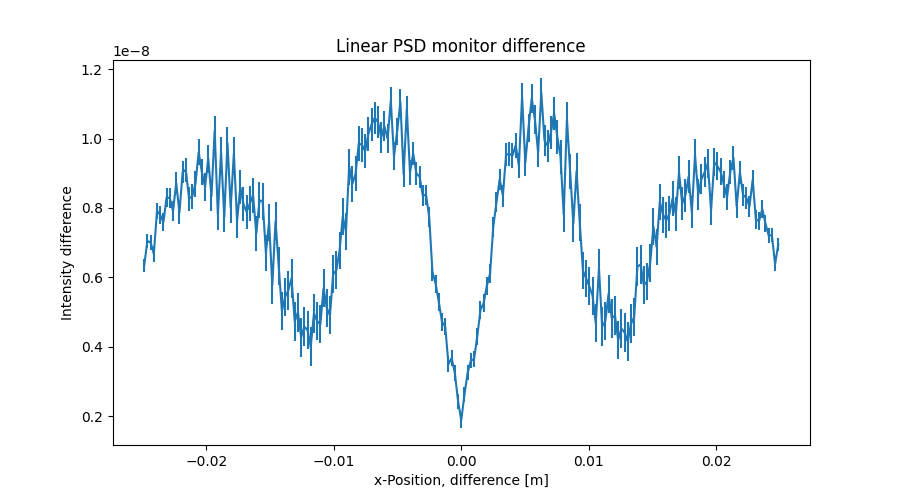 Linear PSD monitor difference
1e−8
1.2
1.0
0.8
0.6
0.4
0.2
Intensity difference
−0.02 −0.01 0.00 0.01 0.02
x-Position, difference [m]